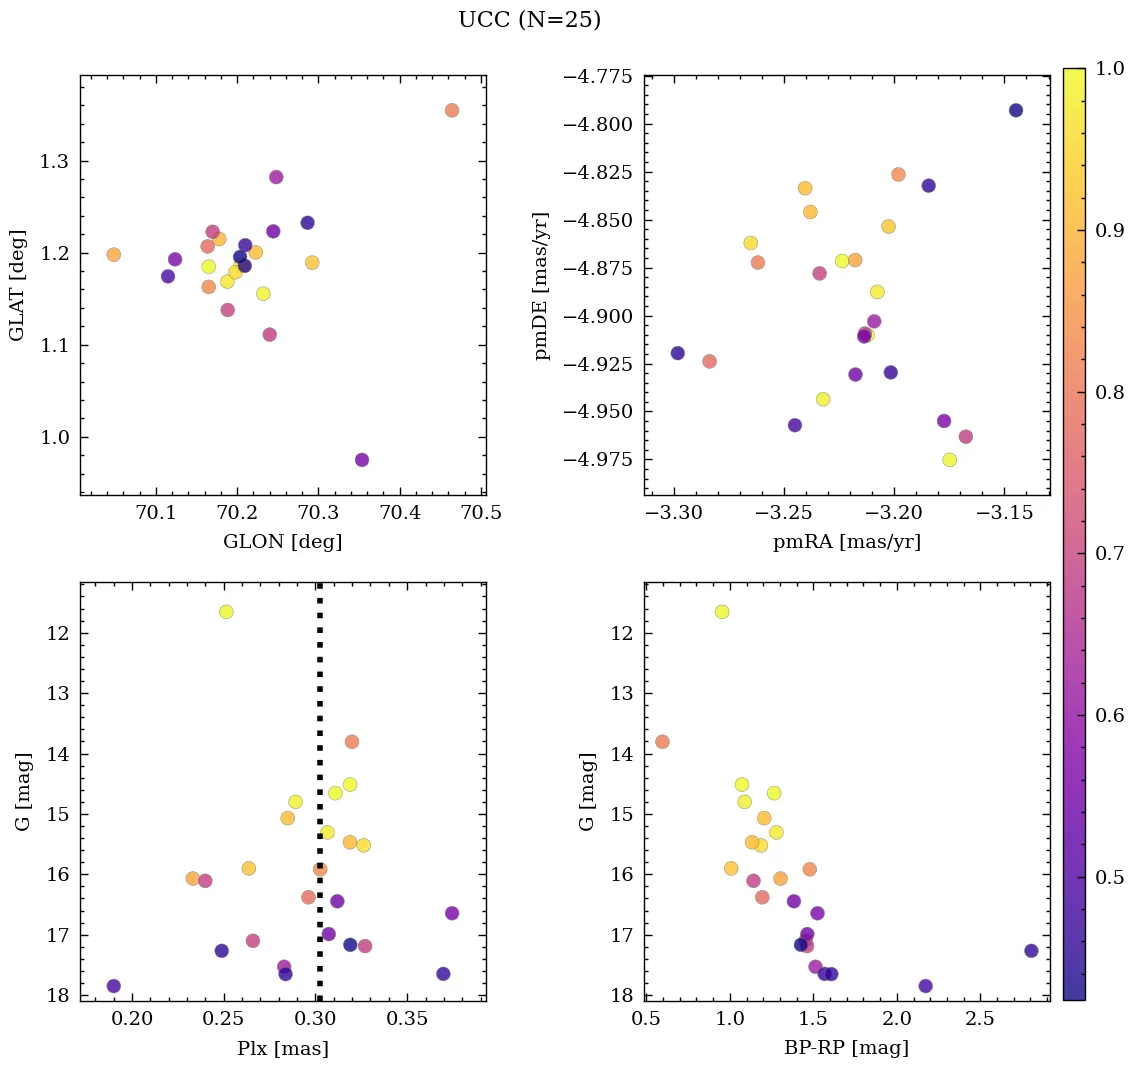 UCC (N=25)
1.3
1.2
1.1
1.0
GLAT [deg]
70.1 70.2 70.3 70.4 70.5
GLON [deg]
−4.775
−4.800
−4.825
−4.850
−4.875
−4.900
−4.925
−4.950
−4.975
pmDE [mas/yr]
−3.30 −3.25 −3.20 −3.15
pmRA [mas/yr]
1.0
0.9
0.8
0.7
0.6
0.5
12
13
14
15
16
17
18
G [mag]
0.20 0.25 0.30 0.35
Plx [mas]
12
13
14
15
16
17
18
G [mag]
0.5 1.0 1.5 2.0 2.5
BP-RP [mag]